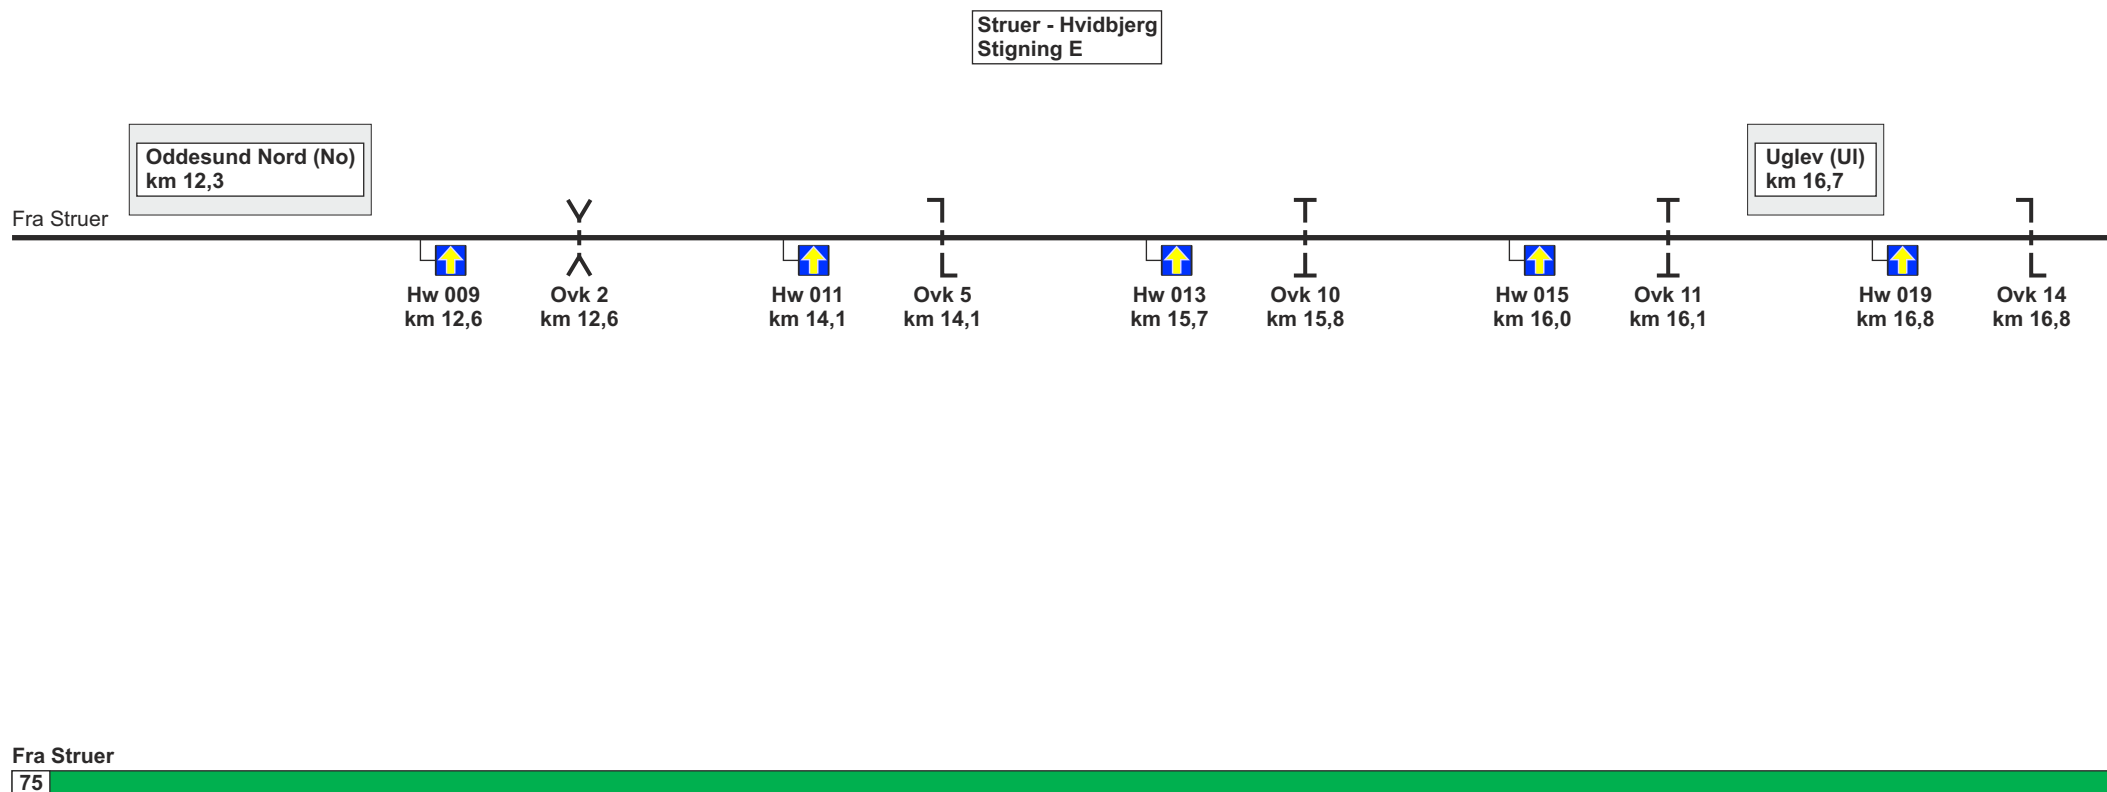 Struer - Hvidbjerg
Stigning E
Oddesund Nord (No)
km 12,3
Uglev (Ul)
km 16,7
Fra Struer
Hw 009
km 12,6
Ovk 2
km 12,6
Hw 011
km 14,1
Ovk 5
km 14,1
Hw 013
km 15,7
Ovk 10
km 15,8
Hw 015
km 16,0
Ovk 11
km 16,1
Hw 019
km 16,8
Ovk 14
km 16,8
Fra Struer
75